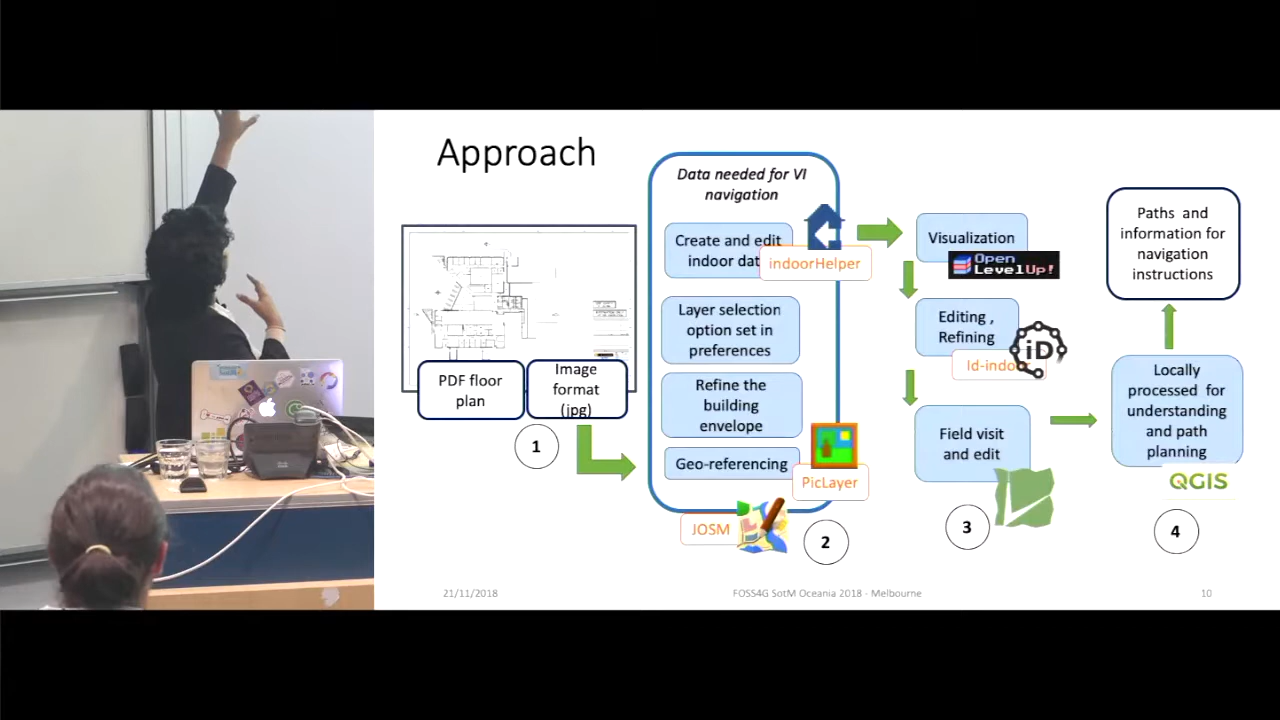 Approach
PDF floor
plan
Image
format
(jpg)
1
Data needed for VI
navigation
Create and edit
indoor dat
indoorHelper
Layer selection
option set in
preferences
Refine the
building
envelope
Geo-referencing
PicLayer
JOSM
2
Visualization
Open
LevelUp!
Editing ,
Refining
iD
Id-indo
Field visit
and edit
3
Paths and
information for
navigation
instructions
Locally
processed for
understanding
and path
planning
QGIS
4
21/11/2018
FOSS4G SotM Oceania 2018 - Melbourne
10